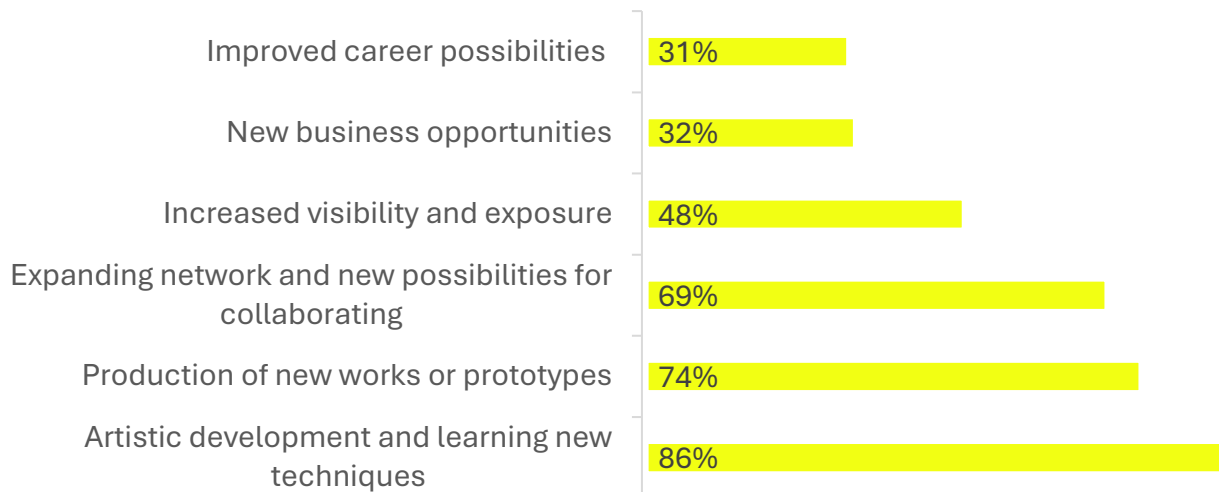 Improved career possibilities
31%
New business opportunities
32%
Increased visibility and exposure
48%
Expanding network and new possibilities for
collaborating
69%
Production of new works or prototypes
74%
Artistic development and learning new
techniques
86%